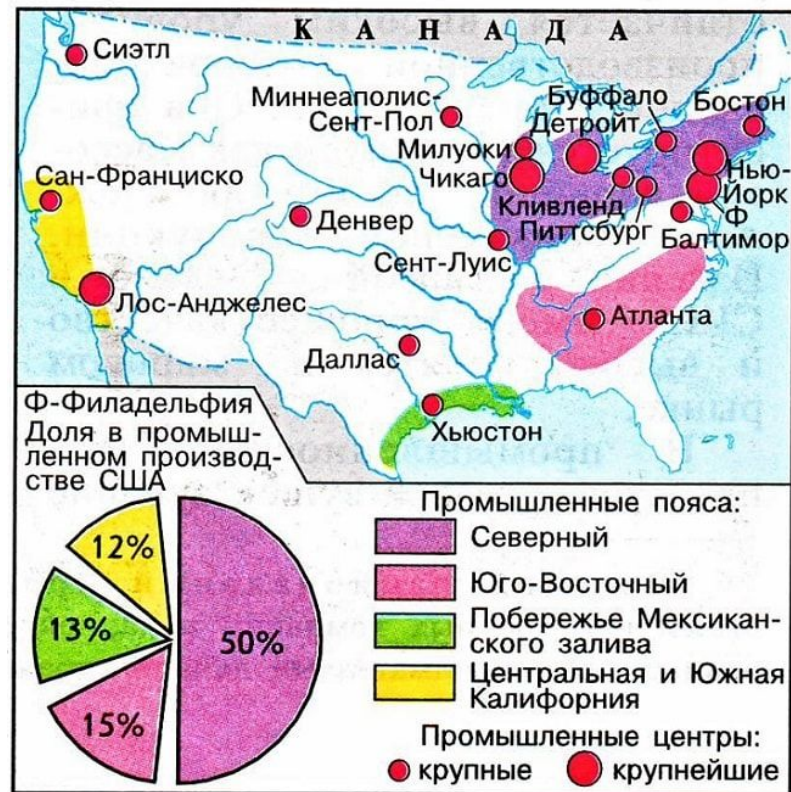 КАНАДА
Сиэтл
Миннеаполис-
Сент-Пол
Буффало
Бостон
Детройт
Милуоки
Чикаго
Нью-
Йорк
Сан-Франциско
Кливленд
Ф
Денвер
Питтсбург
Балтимор
Сент-Луис
Лос-Анджелес
Атланта
Даллас
Хьюстон
Ф-Филадельфия
Доля в промыш-
ленном производ-
стве США
12%
13%
50%
15%
Промышленные пояса:
Северный
Юго-Восточный
Побережье Мексикан-
ского залива
Центральная и Южная
Калифорния
Промышленные центры:
крупные
крупнейшие